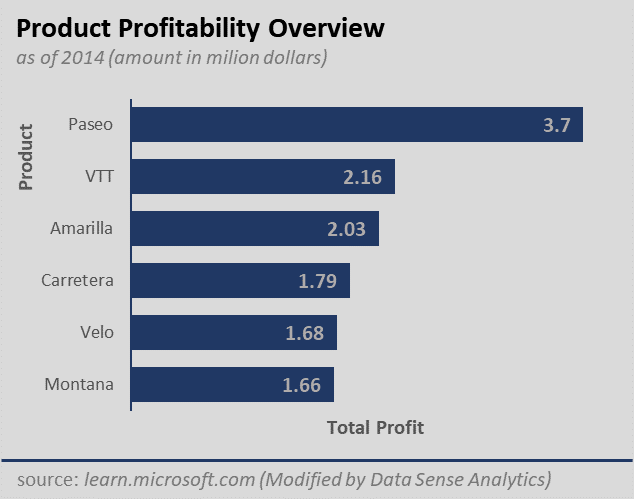 Product Profitability Overview
as of 2014 (amount in milion dollars)
Product
Paseo 3.7
VTT 2.16
Amarilla 2.03
Carretera 1.79
Velo 1.68
Montana 1.66
Total Profit
source: learn.microsoft.com (Modified by Data Sense Analytics)